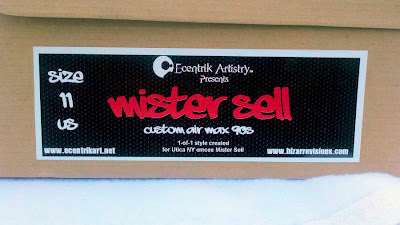 Ecentrik Artistry
Presents
size
11
us
mister sell
custom air max 90s
1-of-1 style created
for Utica NY emcee Mister Sell
www.ecentrikart.net
www.bizarrevisions.com